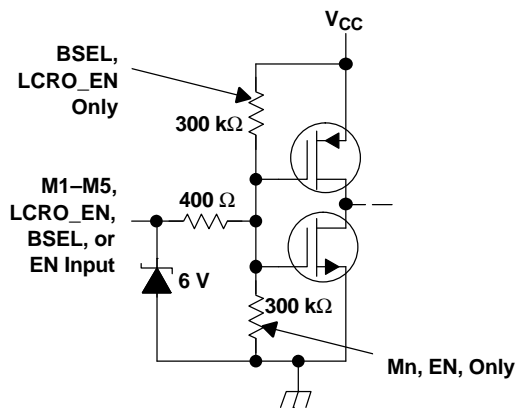 V_CC
BSEL,
LCRO_EN
Only
300 kΩ
M1–M5,
LCRO_EN,
BSEL, or
EN Input
400 Ω
6 V
300 kΩ
Mn, EN, Only